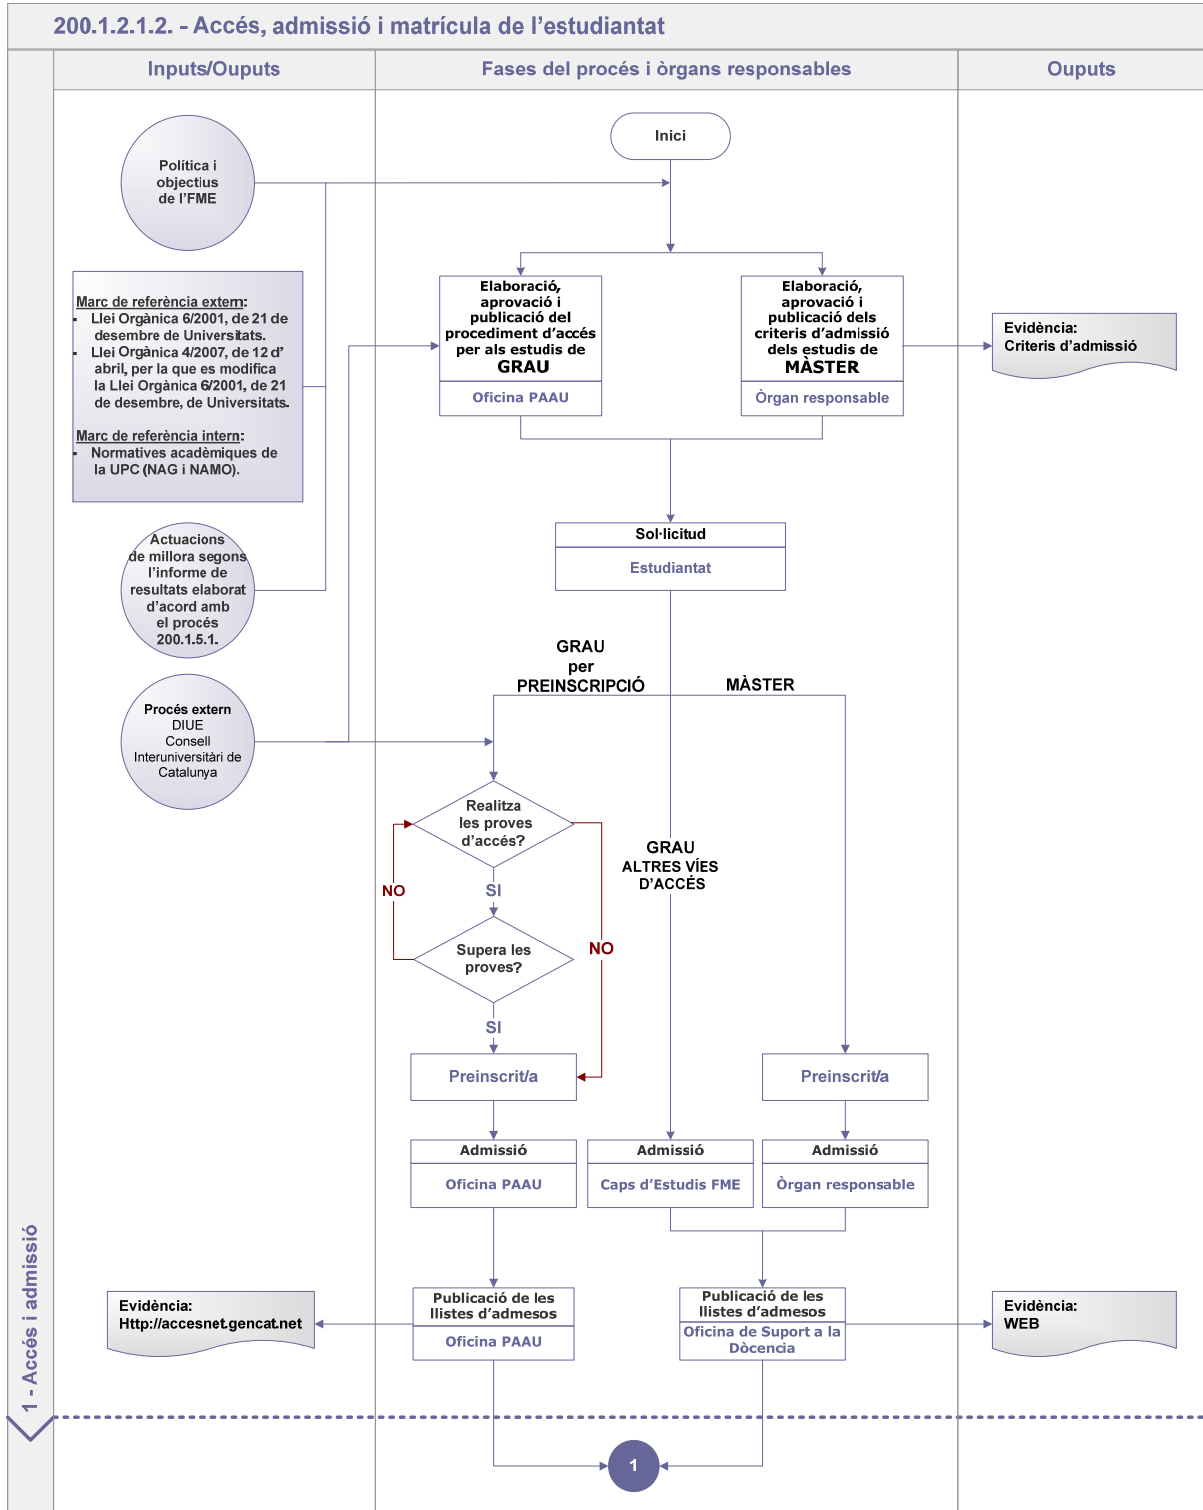 200.1.2.1.2. - Accés, admissió i matrícula de l'estudiantat
Inputs/Ouputs
Fases del procés i òrgans responsables
Ouputs
Inici
Política i
objectius
de l'FME
Marc de referència extern:
- Llei Orgànica 6/2001, de 21 de
desembre de Universitats.
- Llei Orgànica 4/2007, de 12 d'
abril, per la que es modifica
la Llei Orgànica 6/2001, de 21
de desembre, de Universitats.
Marc de referència intern:
- Normatives acadèmiques de
la UPC (NAG i NAMO).
Elaboració,
aprovació i
publicació del
procediment d'accés
per als estudis de
GRAU
Oficina PAAU
Elaboració,
aprovació i
publicació dels
criteris d'admissió
dels estudis de
MÀSTER
Òrgan responsable
Evidència:
Criteris d'admissió
Actuacions
de millora segons
l'informe de
resultats elaborat
d'acord amb
el procés
200.1.5.1.
Sol·licitud
Estudiantat
GRAU
per
PREINSCRIPCIÓ
MÀSTER
Procés extern
DIUE
Consell
Interuniversitàri de
Catalunya
Realitza
les proves
d'accés?
GRAU
ALTRES VÍES
D'ACCÉS
NO
SI
Supera les
proves?
NO
SI
Preinscrit/a
Preinscrit/a
Admissió
Oficina PAAU
Admissió
Caps d'Estudis FME
Admissió
Òrgan responsable
1 - Accés i admissió
Evidència:
Http://accesnet.gencat.net
Publicació de les
llistes d'admesos
Oficina PAAU
Publicació de les
llistes d'admesos
Oficina de Suport a la
Dòcencia
Evidència:
WEB
1